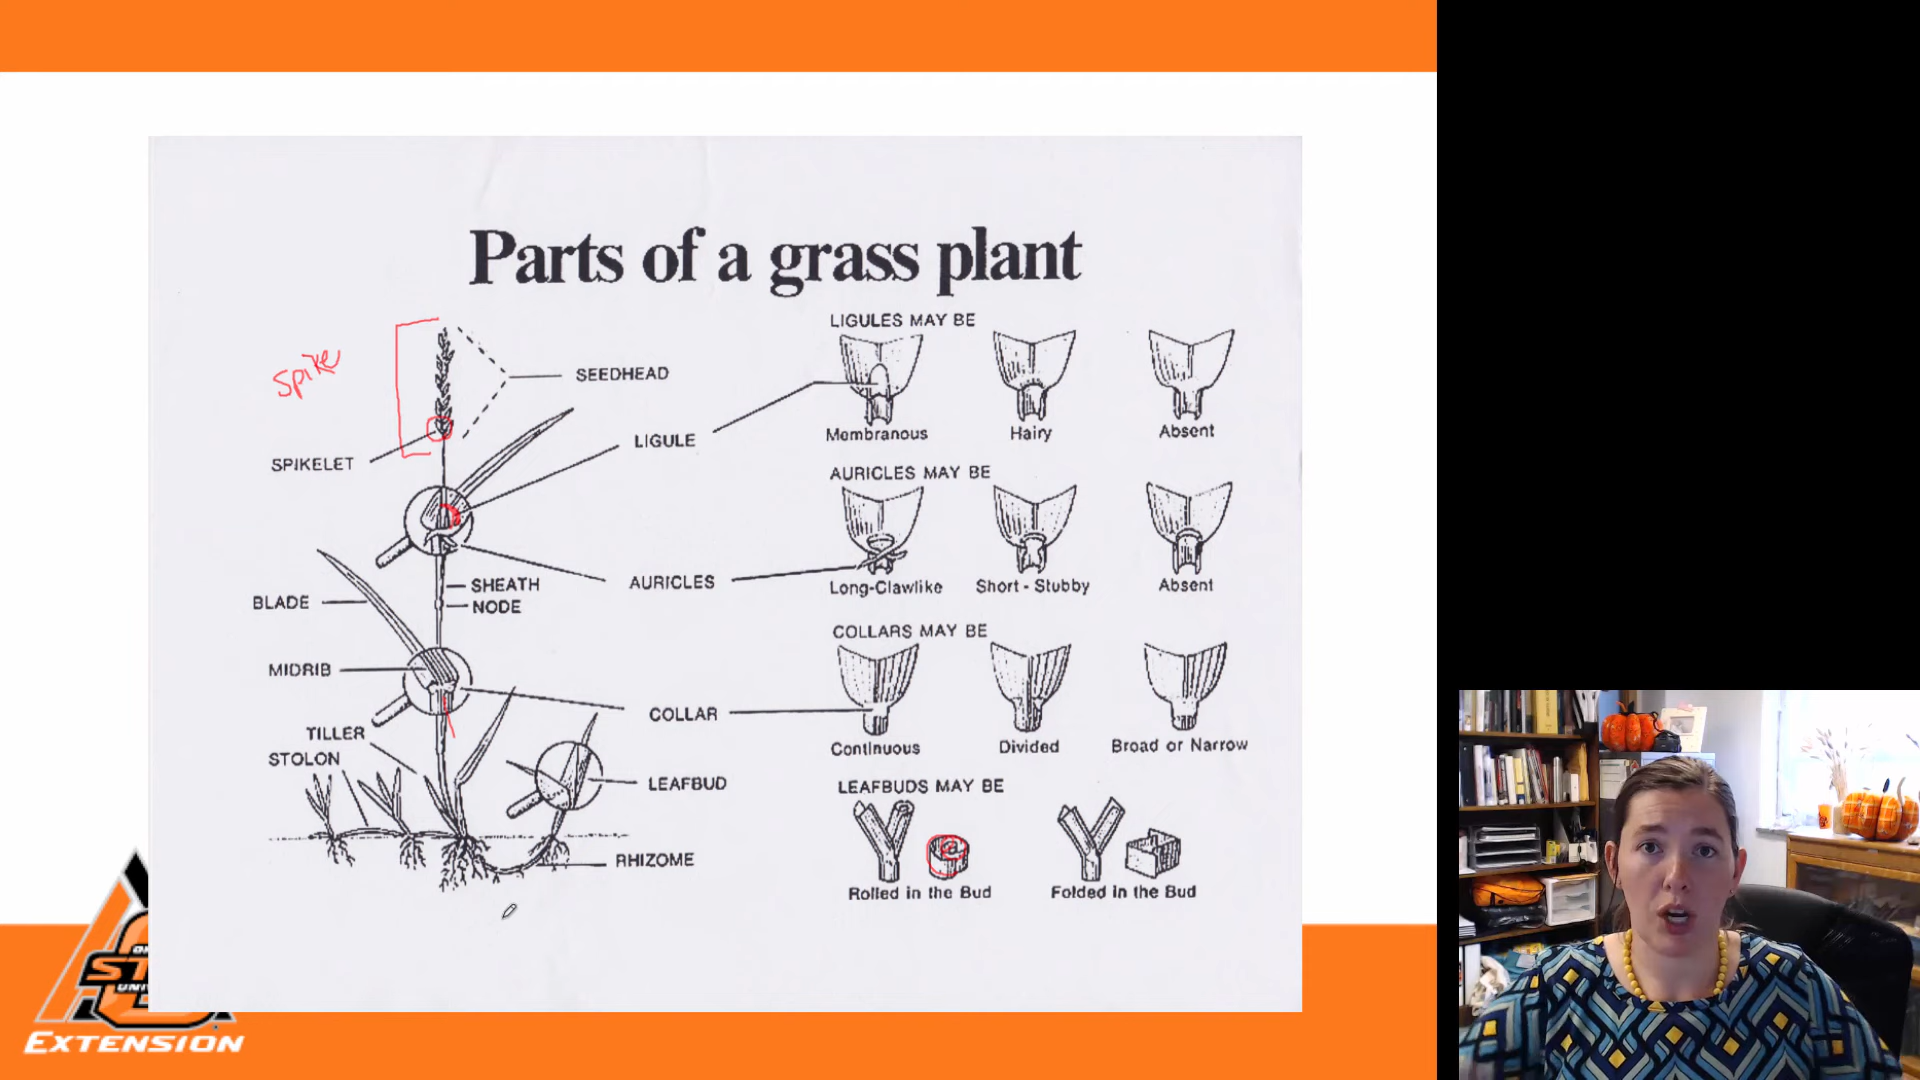 Parts of a grass plant
Spike
SEEDHEAD
SPIKELET
LIGULE
AURICLES
SHEATH
NODE
BLADE
MIDRIB
COLLAR
TILLER
STOLON
LEAFBUD
RHIZOME
LIGULES MAY BE
Membranous
Hairy
Absent
AURICLES MAY BE
Long-Clawlike
Short - Stubby
Absent
COLLARS MAY BE
Continuous
Divided
Broad or Narrow
LEAFBUDS MAY BE
Rolled in the Bud
Folded in the Bud
EXTENSION